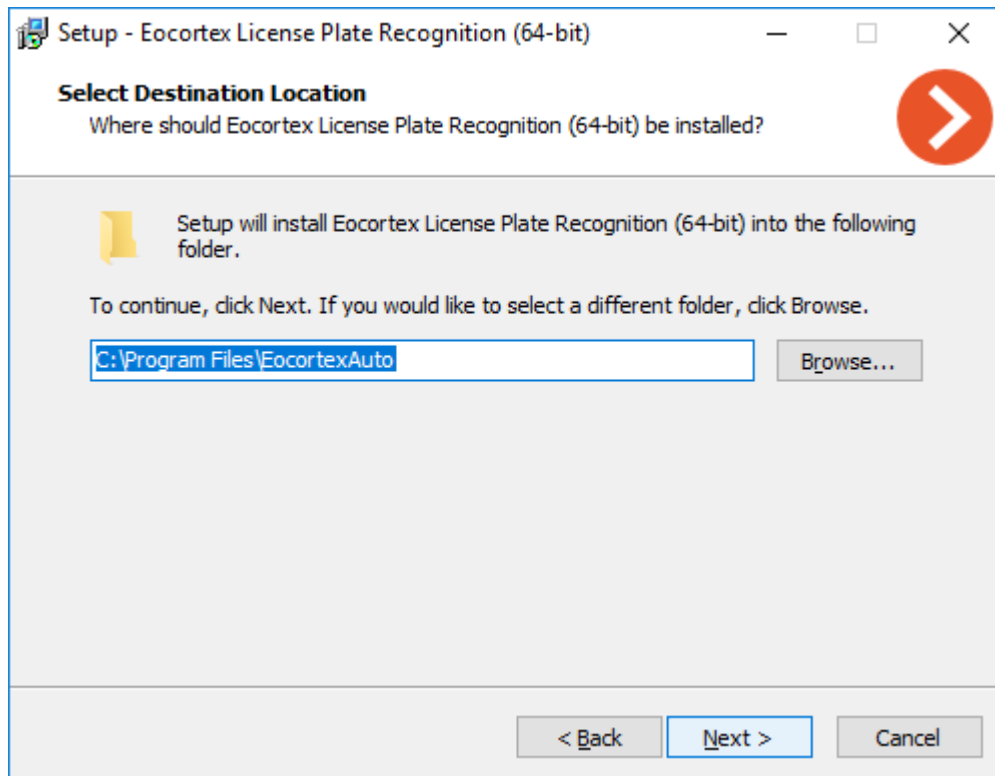 Setup - Eocortex License Plate Recognition (64-bit)
Select Destination Location
Where should Eocortex License Plate Recognition (64-bit) be installed?
Setup will install Eocortex License Plate Recognition (64-bit) into the following
folder.
To continue, click Next. If you would like to select a different folder, click Browse.
C:\Program Files\EocortexAuto
Browse...
< Back
Next >
Cancel